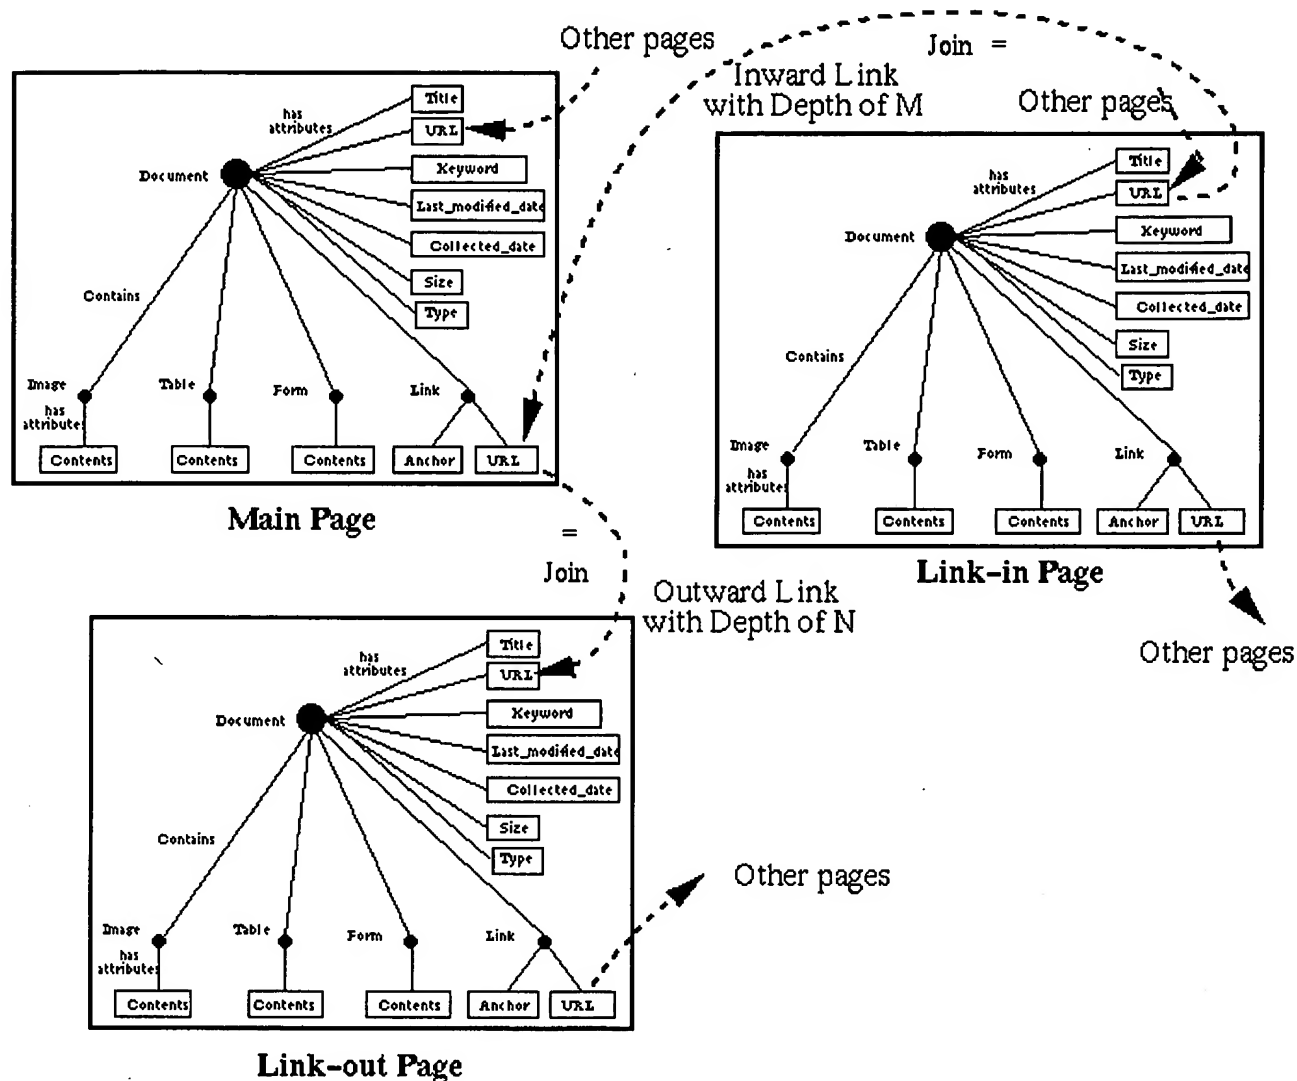 Other pages
Join =
Inward Link
with Depth of M
Other pages
has
attributes
Title
URL
Keyword
Last_modified_date
Collected_date
Size
Type
Document
Contains
Image
has
attributes
Table
Form
Link
Contents
Contents
Contents
Anchor
URL
Main Page
has
attributes
Title
URL
Keyword
Last_modified_date
Collected_date
Size
Type
Document
Contains
Image
has
attributes
Table
Form
Link
Contents
Contents
Contents
Anchor
URL
Link-in Page
Other pages
=
Join
Outward Link
with Depth of N
has
attributes
Title
URL
Keyword
Last_modified_date
Collected_date
Size
Type
Document
Contains
Image
has
attributes
Table
Form
Link
Contents
Contents
Contents
Anchor
URL
Other pages
Link-out Page